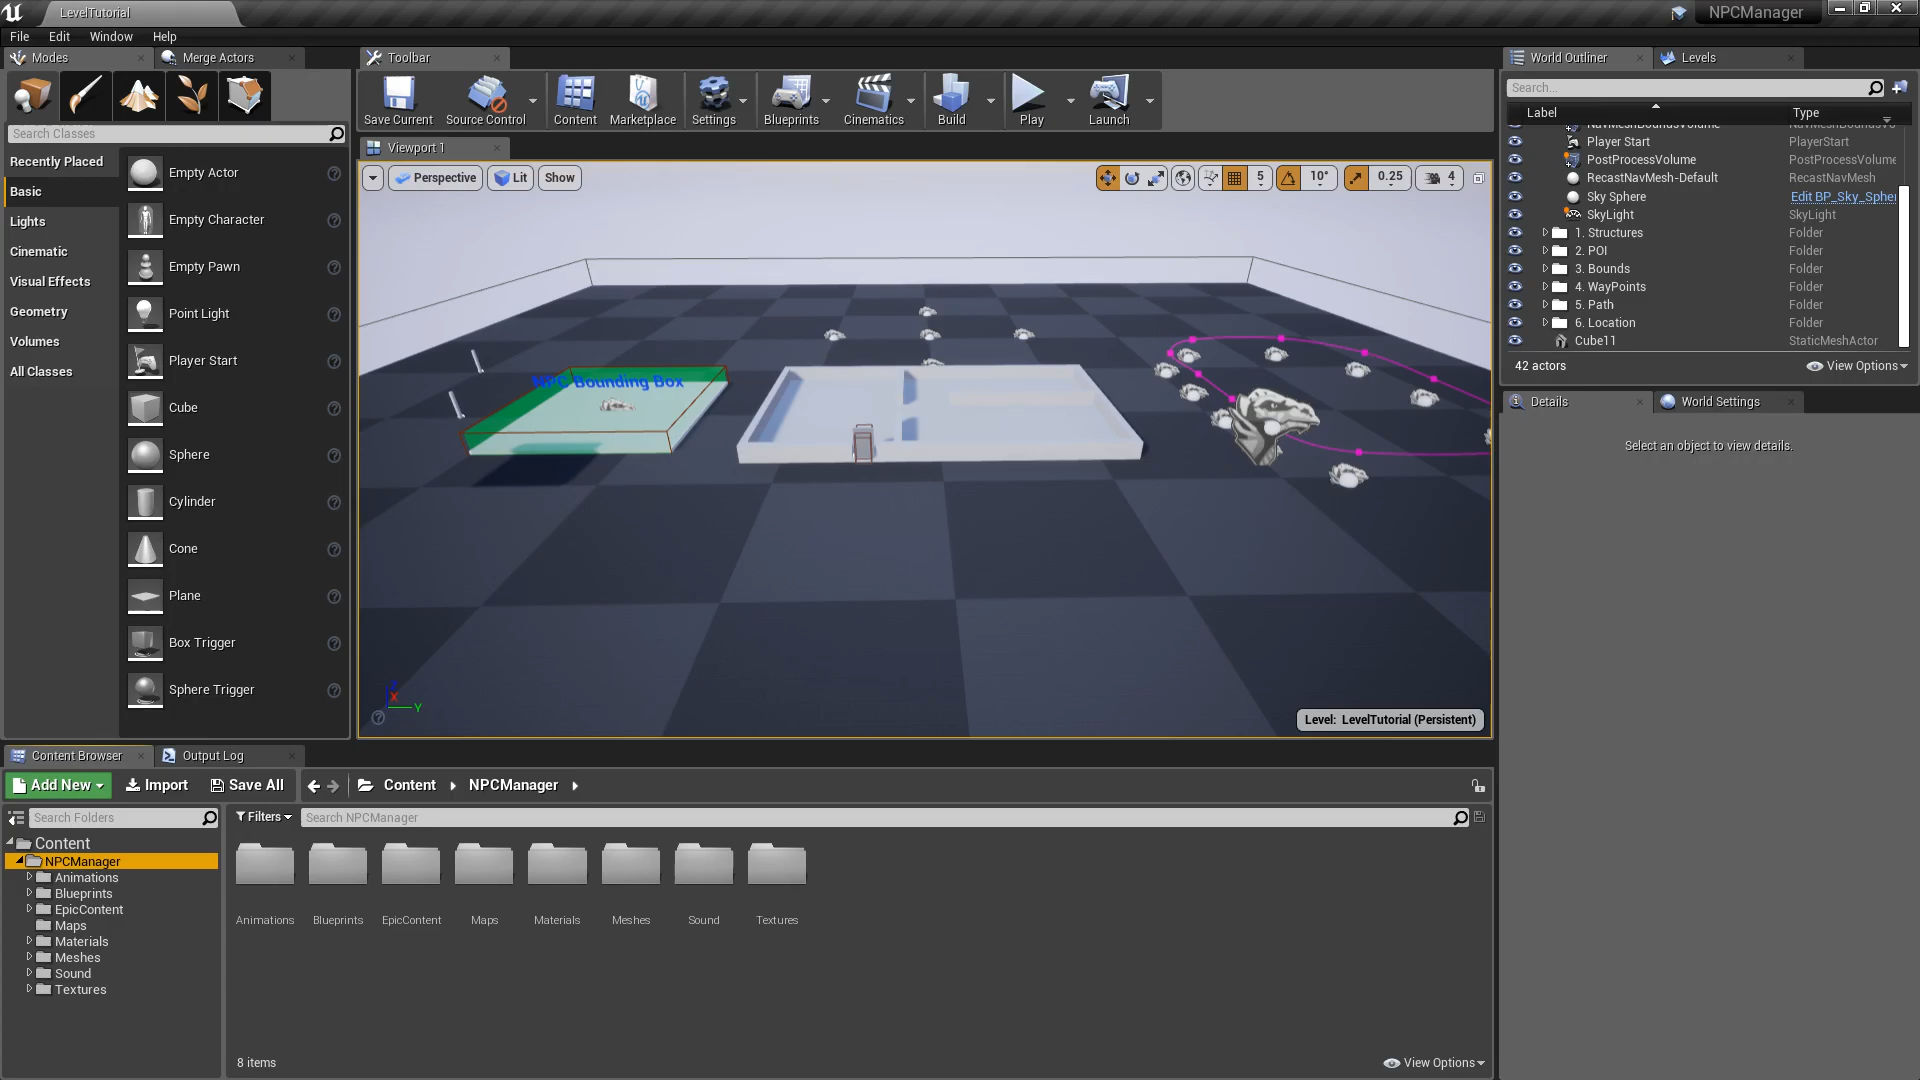 LevelTutorial
NPCManager
File Edit Window Help
Modes
Merge Actors
Toolbar
World Outliner
Levels
Save Current
Source Control
Content
Marketplace
Settings
Blueprints
Cinematics
Build
Play
Launch
Search...
Label
Type
Search Classes
Viewport 1
Recently Placed
Basic
Lights
Cinematic
Visual Effects
Geometry
Volumes
All Classes
Empty Actor
Empty Character
Empty Pawn
Point Light
Player Start
Cube
Sphere
Cylinder
Cone
Plane
Box Trigger
Sphere Trigger
Perspective
Lit
Show
5
10°
0.25
4
NPC Bounding Box
X
Y
Level: LevelTutorial (Persistent)
NavMeshBoundsVolume NavMeshBoundsVo
Player Start PlayerStart
PostProcessVolume PostProcessVolume
RecastNavMesh-Default RecastNavMesh
Sky Sphere Edit BP_Sky_Spher
SkyLight SkyLight
1. Structures Folder
2. POI Folder
3. Bounds Folder
4. WayPoints Folder
5. Path Folder
6. Location Folder
Cube11 StaticMeshActor
42 actors
View Options
Details
World Settings
Select an object to view details.
Content Browser
Output Log
Add New
Import
Save All
Content
NPCManager
Search Folders
Filters
Search NPCManager
Content
NPCManager
Animations
Blueprints
EpicContent
Maps
Materials
Meshes
Sound
Textures
Animations
Blueprints
EpicContent
Maps
Materials
Meshes
Sound
Textures
8 items
View Options